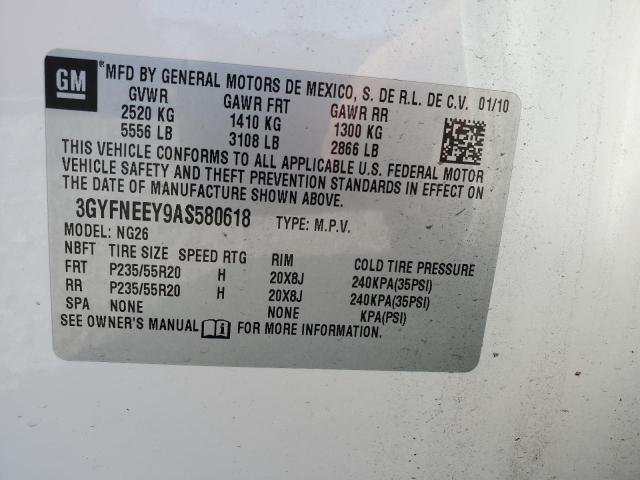 GM ®MFD BY GENERAL MOTORS DE MEXICO, S. DE R.L. DE C.V. 01/10
GVWR GAWR FRT GAWR RR
2520 KG 1410 KG 1300 KG
5556 LB 3108 LB 2866 LB
THIS VEHICLE CONFORMS TO ALL APPLICABLE U.S. FEDERAL MOTOR
VEHICLE SAFETY AND THEFT PREVENTION STANDARDS IN EFFECT ON
THE DATE OF MANUFACTURE SHOWN ABOVE.
3GYFNEEY9AS580618 TYPE: M.P.V.
MODEL: NG26
NBFT TIRE SIZE SPEED RTG RIM COLD TIRE PRESSURE
FRT P235/55R20 H 20X8J 240KPA(35PSI)
RR P235/55R20 H 20X8J 240KPA(35PSI)
SPA NONE NONE KPA(PSI)
SEE OWNER'S MANUAL FOR MORE INFORMATION.